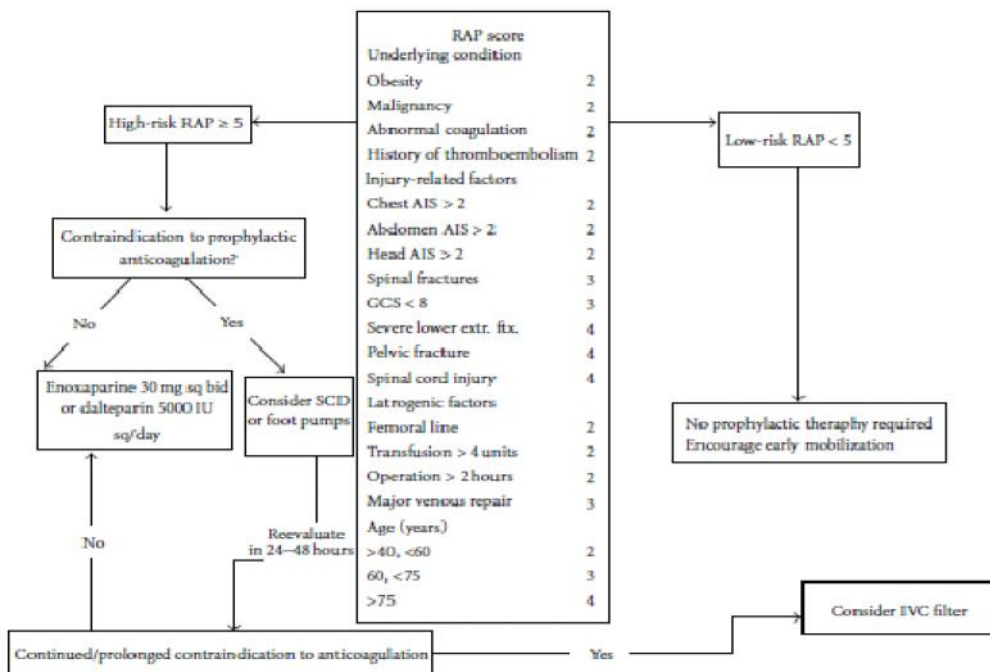 RAP score
Underlying condition
Obesity 2
Malignancy 2
Abnormal coagulation 2
History of thromboembolism 2
Injury-related factors
Chest AIS > 2 2
Abdomen AIS > 2 2
Head AIS > 2 2
Spinal fractures 3
GCS < 8 3
Severe lower extr. ftx. 4
Pelvic fracture 4
Spinal cord injury 4
Latrogenic factors
Femoral line 2
Transfusion > 4 units 2
Operation > 2 hours 2
Major venous repair 3
Age (years)
>40, <60 2
60, <75 3
>75 4
High-risk RAP ≥ 5
Contraindication to prophylactic
anticoagulation?
No
Yes
Enoxaparine 30 mg sq bid
or dalteparin 5000 IU
sq/day
Consider SCID
or foot pumps
Reevaluate
in 24–48 hours
No
Continued/prolonged contraindication to anticoagulation
Yes
Consider IVC filter
Low-risk RAP < 5
No prophylactic theraphy required
Encourage early mobilization